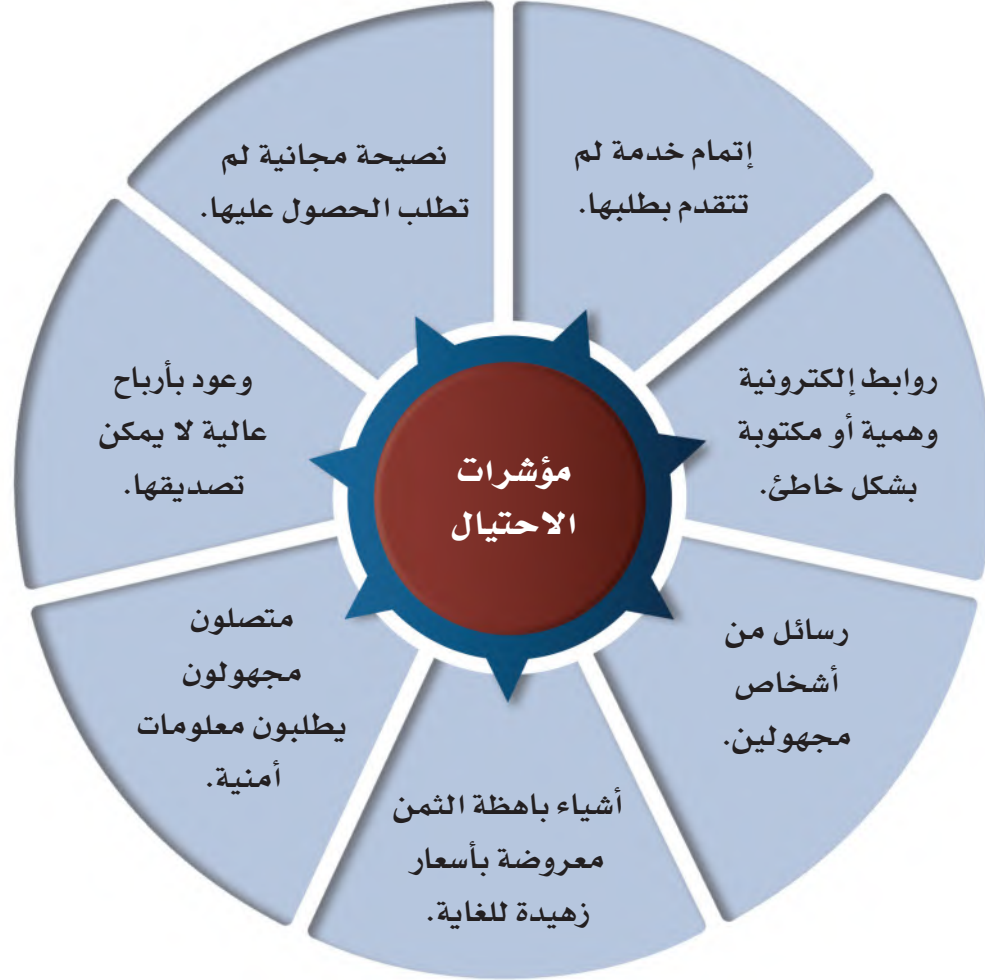 مؤشرات
الاحتيال
إتمام خدمة لم
تتقدم بطلبها.
روابط إلكترونية
وهمية أو مكتوبة
بشكل خاطئ.
رسائل من
أشخاص
مجهولين.
أشياء باهظة الثمن
معروضة بأسعار
زهيدة للغاية.
متصلون
مجهولون
يطلبون معلومات
أمنية.
وعود بأرباح
عالية لا يمكن
تصديقها.
نصيحة مجانية لم
تطلب الحصول عليها.